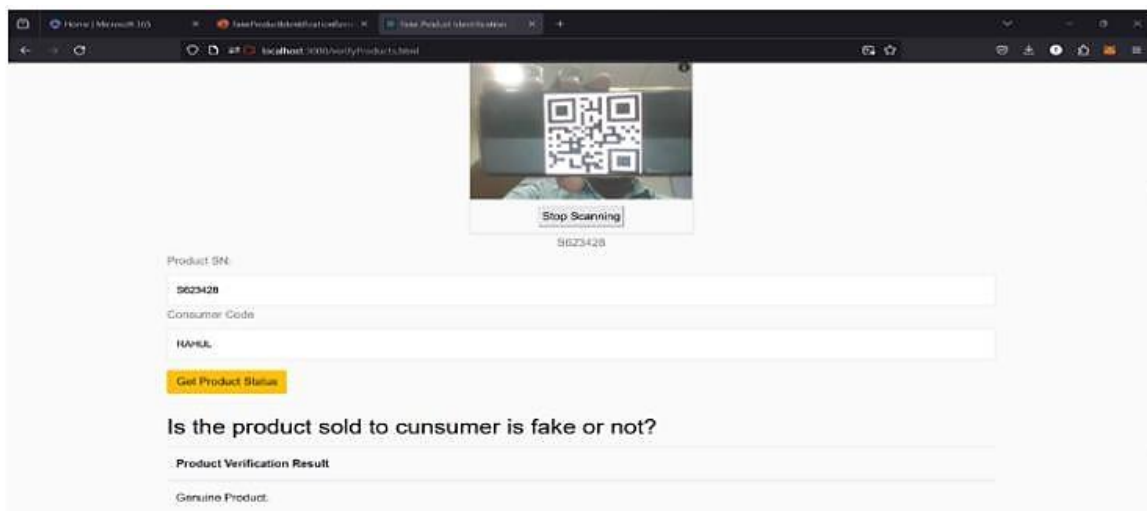 Home | Microsoft 365
Fake Product Identification
localhost:3000/verifyProducts.html
Stop Scanning
S623428
Product SN:
S623428
Consumer Code
RAHUL
Get Product Status
Is the product sold to cunsumer is fake or not?
Product Verification Result
Genuine Product.